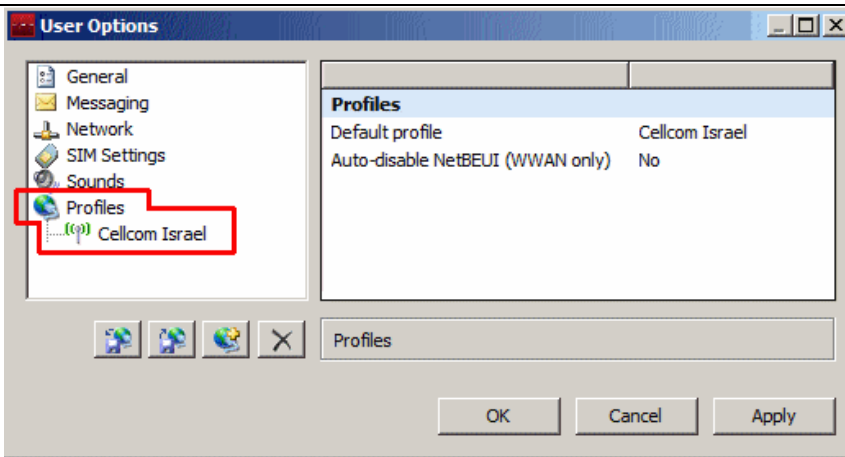 User Options
General
Messaging
Network
SIM Settings
Sounds
Profiles
Cellcom Israel
Profiles
Default profile Cellcom Israel
Auto-disable NetBEUI (WWAN only) No
Profiles
OK Cancel Apply